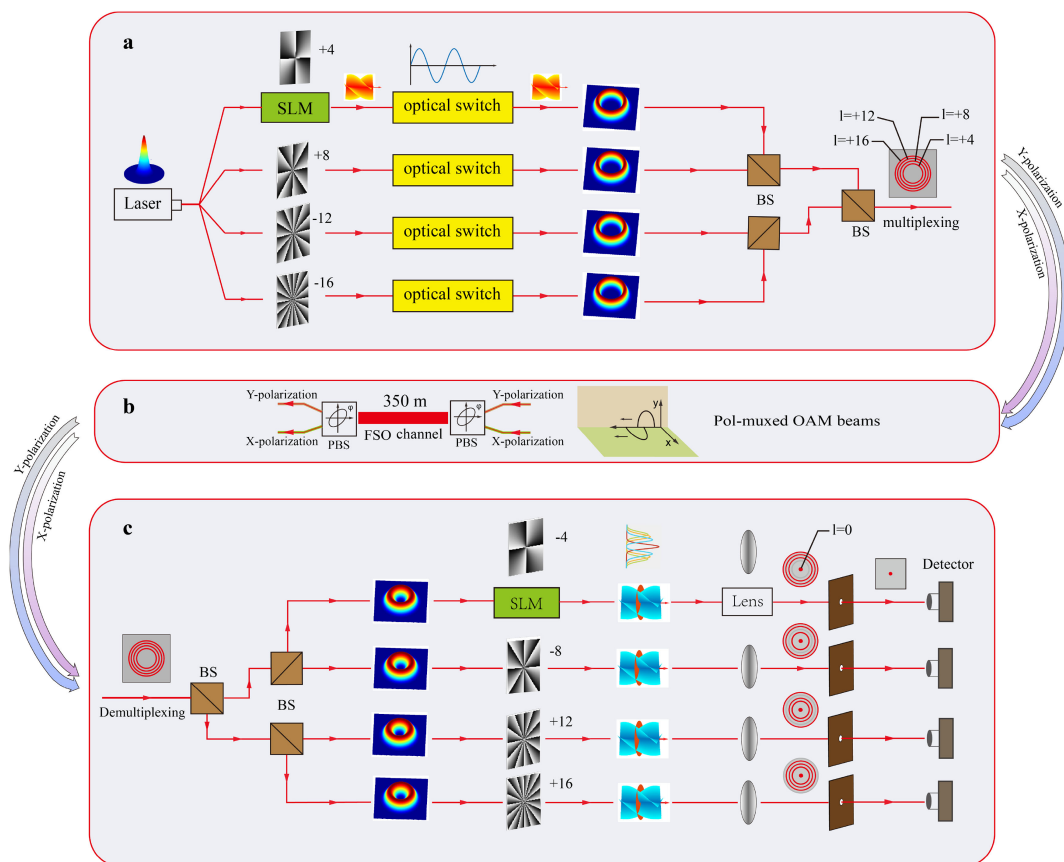 a
+4
SLM
optical switch
l=+12
l=+8
l=+16
l=+4
+8
optical switch
Laser
BS
-12
optical switch
BS
multiplexing
-16
optical switch
Y-polarization
X-polarization
b
Y-polarization
350 m
Y-polarization
φ
φ
X-polarization
FSO channel
X-polarization
PBS
PBS
y
x
Pol-muxed OAM beams
Y-polarization
X-polarization
c
-4
l=0
Detector
SLM
Lens
-8
BS
Demultiplexing
BS
+12
+16